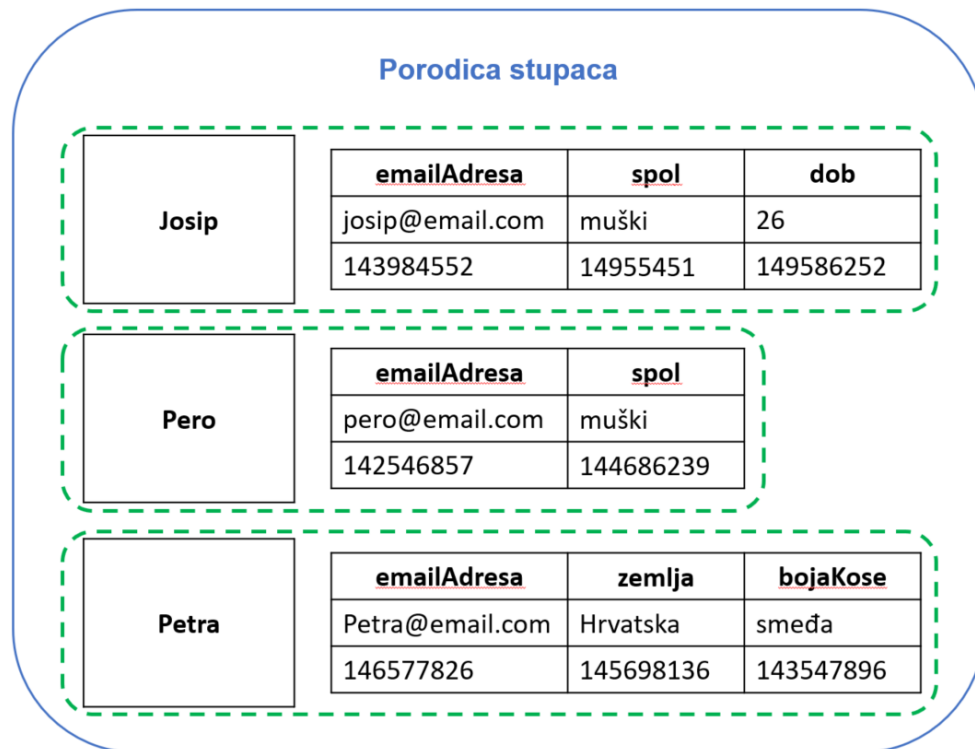 Porodica stupaca
Josip
emailAdresa spol dob
josip@email.com muški 26
143984552 14955451 149586252
Pero
emailAdresa spol
pero@email.com muški
142546857 144686239
Petra
emailAdresa zemlja bojaKose
Petra@email.com Hrvatska smeđa
146577826 145698136 143547896